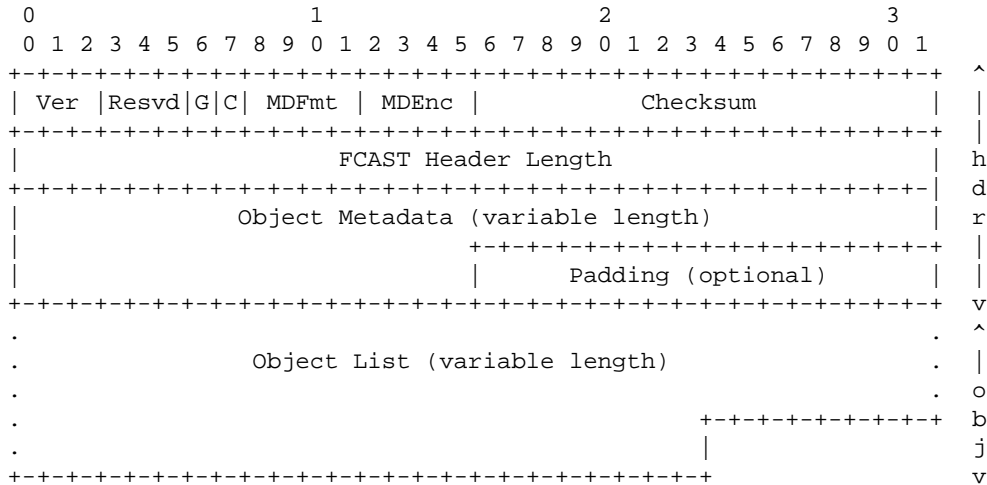 0                   1                   2                   3
 0 1 2 3 4 5 6 7 8 9 0 1 2 3 4 5 6 7 8 9 0 1 2 3 4 5 6 7 8 9 0 1
+-+-+-+-+-+-+-+-+-+-+-+-+-+-+-+-+-+-+-+-+-+-+-+-+-+-+-+-+-+-+-+-+  ^
| Ver |Resvd|G|C| MDFmt | MDEnc |           Checksum            |  |
+-+-+-+-+-+-+-+-+-+-+-+-+-+-+-+-+-+-+-+-+-+-+-+-+-+-+-+-+-+-+-+-+  |
|                      FCAST Header Length                      |  h
+-+-+-+-+-+-+-+-+-+-+-+-+-+-+-+-+-+-+-+-+-+-+-+-+-+-+-+-+-+-+-+-|  d
|               Object Metadata (variable length)               |  r
|                               +-+-+-+-+-+-+-+-+-+-+-+-+-+-+-+-+  |
|                               |      Padding (optional)       |  |
+-+-+-+-+-+-+-+-+-+-+-+-+-+-+-+-+-+-+-+-+-+-+-+-+-+-+-+-+-+-+-+-+  v
.                                                               .  ^
.                Object List (variable length)                  .  |
.                                                               .  o
.                                               +-+-+-+-+-+-+-+-+  b
.                                               |                  j
+-+-+-+-+-+-+-+-+-+-+-+-+-+-+-+-+-+-+-+-+-+-+-+-+                  v